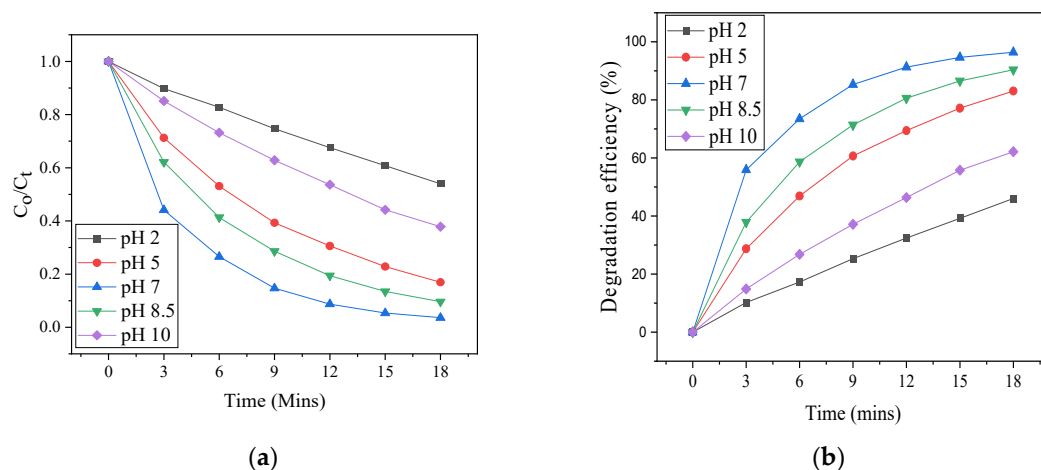 1.0
0.8
0.6
0.4
0.2
0.0
C₀/Cₜ
pH 2
pH 5
pH 7
pH 8.5
pH 10
0 3 6 9 12 15 18
Time (Mins)
(a)
100
80
60
40
20
0
Degradation efficiency (%)
pH 2
pH 5
pH 7
pH 8.5
pH 10
0 3 6 9 12 15 18
Time (mins)
(b)